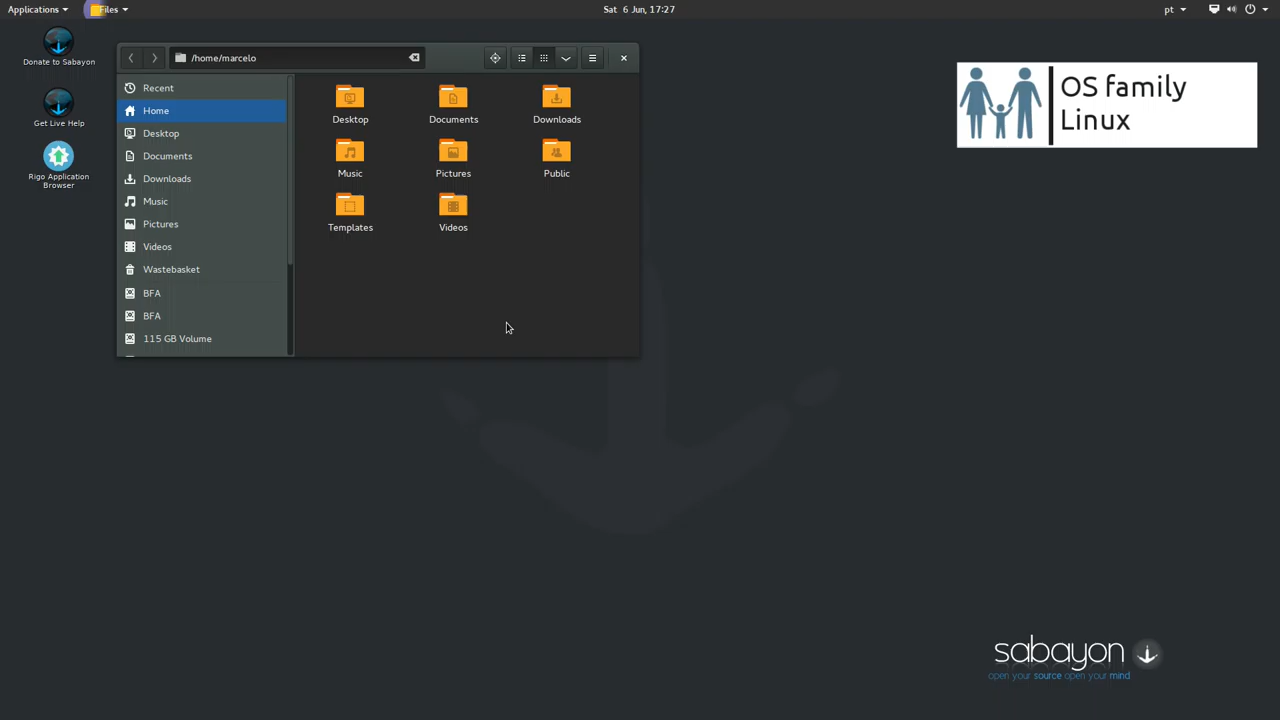 Applications
Files
Sat 6 Jun, 17:27
pt
Donate to Sabayon
Get Live Help
Rigo Application
Browser
/home/marcelo
Recent
Home
Desktop
Documents
Downloads
Music
Pictures
Videos
Wastebasket
BFA
BFA
115 GB Volume
Desktop
Documents
Downloads
Music
Pictures
Public
Templates
Videos
OS family
Linux
sabayon
open your source open your mind